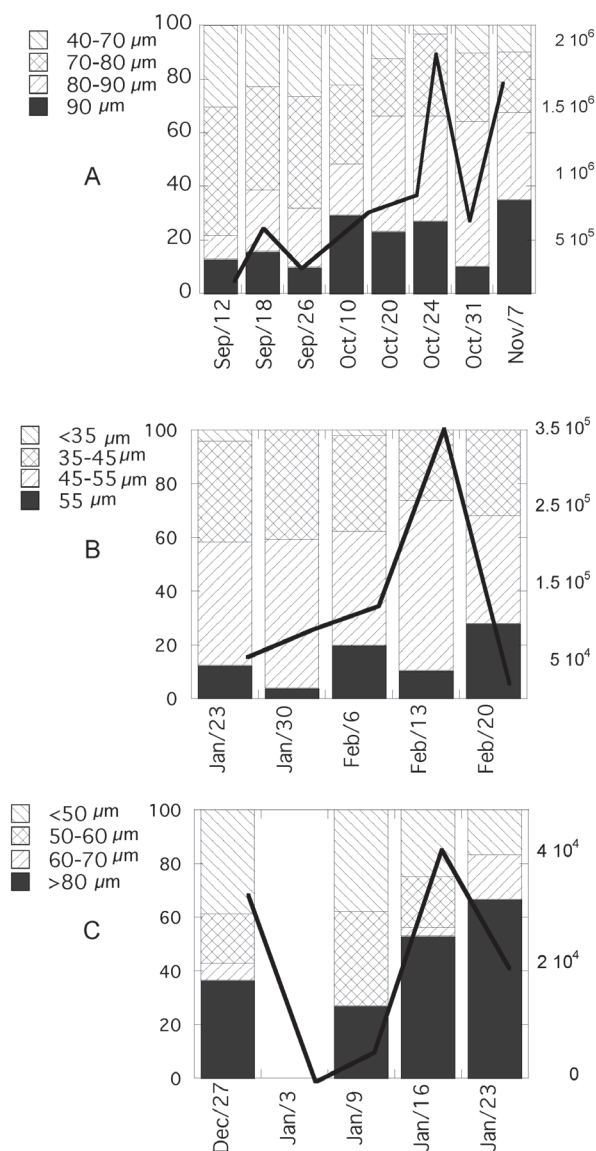 40-70 µm
70-80 µm
80-90 µm
90 µm
A
100
80
60
40
20
0
2 10⁶
1.5 10⁶
1 10⁶
5 10⁵
Sep/12
Sep/18
Sep/26
Oct/10
Oct/20
Oct/24
Oct/31
Nov/7
<35 µm
35-45 µm
45-55 µm
55 µm
B
100
80
60
40
20
0
3.5 10⁵
2.5 10⁵
1.5 10⁵
5 10⁴
Jan/23
Jan/30
Feb/6
Feb/13
Feb/20
<50 µm
50-60 µm
60-70 µm
>80 µm
C
100
80
60
40
20
0
4 10⁴
2 10⁴
0
Dec/27
Jan/3
Jan/9
Jan/16
Jan/23